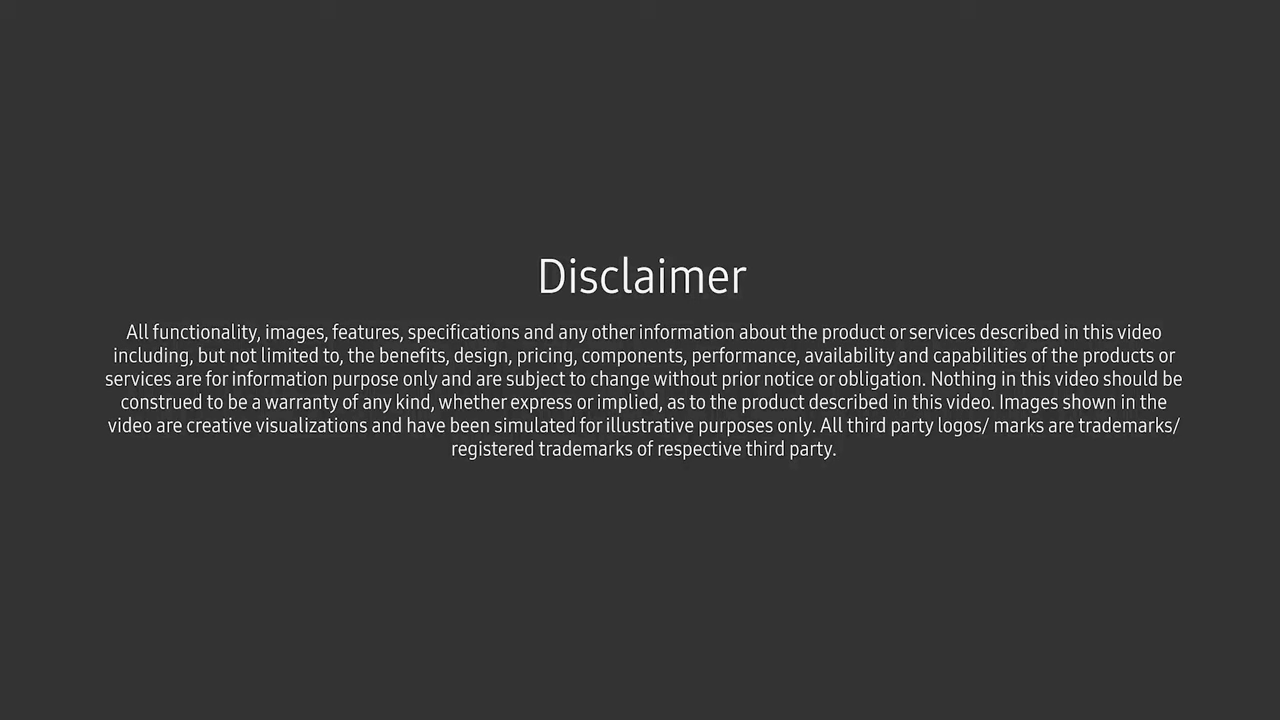 Disclaimer
All functionality, images, features, specifications and any other information about the product or services described in this video
including, but not limited to, the benefits, design, pricing, components, performance, availability and capabilities of the products or
services are for information purpose only and are subject to change without prior notice or obligation. Nothing in this video should be
construed to be a warranty of any kind, whether express or implied, as to the product described in this video. Images shown in the
video are creative visualizations and have been simulated for illustrative purposes only. All third party logos/ marks are trademarks/
registered trademarks of respective third party.